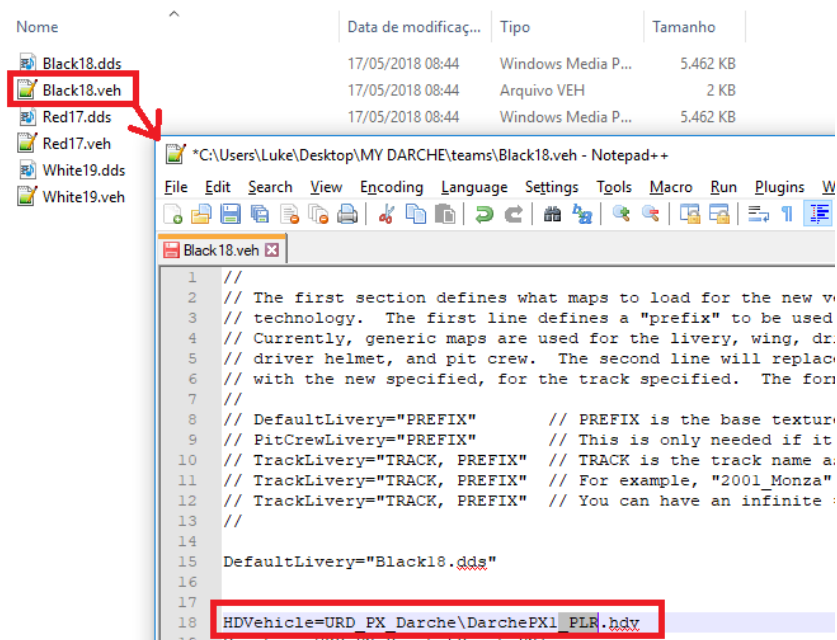 Nome Data de modificaç... Tipo Tamanho
Black18.dds 17/05/2018 08:44 Windows Media P... 5.462 KB
Black18.veh 17/05/2018 08:44 Arquivo VEH 2 KB
Red17.dds 17/05/2018 08:44 Windows Media P... 5.462 KB
Red17.veh
White19.dds
White19.veh
*C:\Users\Luke\Desktop\MY DARCHE\teams\Black18.veh - Notepad++
File Edit Search View Encoding Language Settings Tools Macro Run Plugins W
Black18.veh
1 //
2 // The first section defines what maps to load for the new v
3 // technology. The first line defines a "prefix" to be used
4 // Currently, generic maps are used for the livery, wing, dri
5 // driver helmet, and pit crew. The second line will replace
6 // with the new specified, for the track specified. The for
7 //
8 // DefaultLivery="PREFIX" // PREFIX is the base texture
9 // PitCrewLivery="PREFIX" // This is only needed if it
10 // TrackLivery="TRACK, PREFIX" // TRACK is the track name a
11 // TrackLivery="TRACK, PREFIX" // For example, "2001_Monza"
12 // TrackLivery="TRACK, PREFIX" // You can have an infinite
13 //
14
15 DefaultLivery="Black18.dds"
16
17
18 HDVehicle=URD_PX_Darche\DarchePX1_PLR.hdv